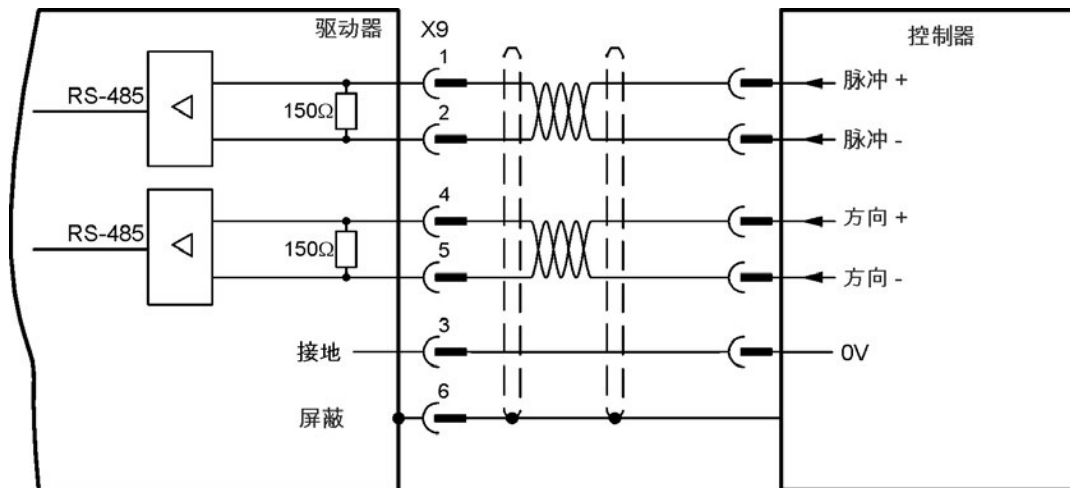 驱动器
X9
控制器
1
脉冲 +
RS-485
150Ω
2
脉冲 -
4
方向 +
RS-485
150Ω
5
方向 -
3
接地
0V
6
屏蔽